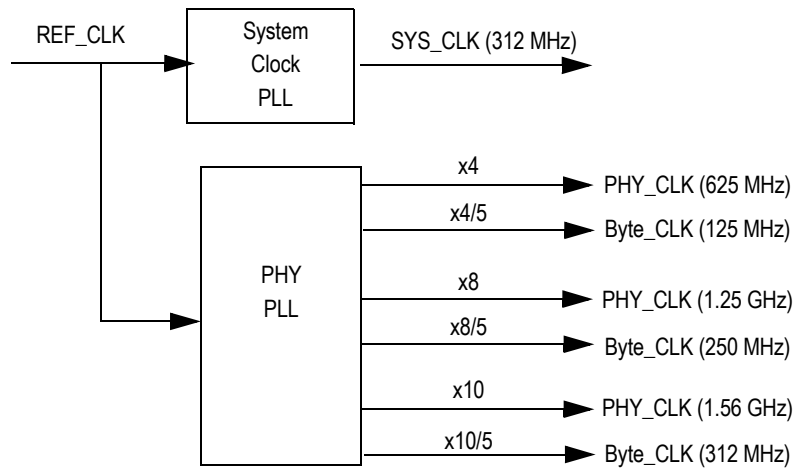 REF_CLK
System
Clock
PLL
SYS_CLK (312 MHz)
PHY
PLL
x4
PHY_CLK (625 MHz)
x4/5
Byte_CLK (125 MHz)
x8
PHY_CLK (1.25 GHz)
x8/5
Byte_CLK (250 MHz)
x10
PHY_CLK (1.56 GHz)
x10/5
Byte_CLK (312 MHz)